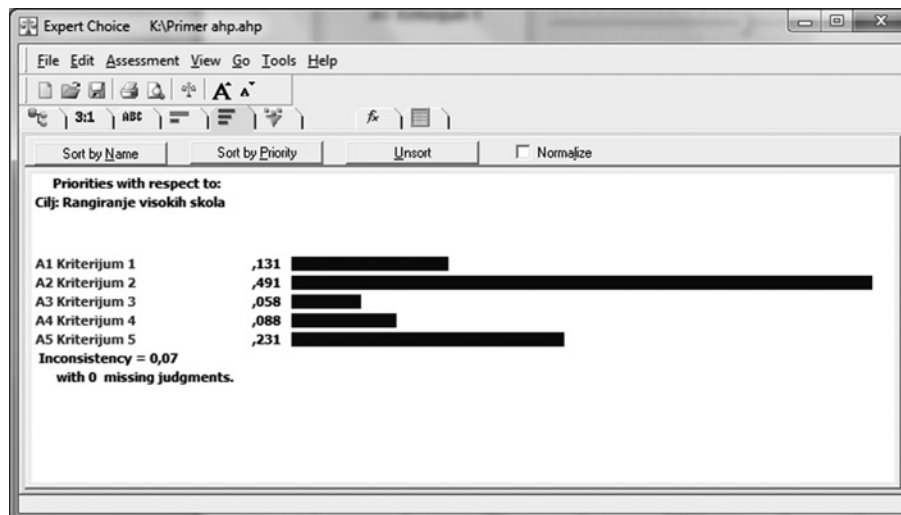 Expert Choice K:\Primer ahp.ahp
File Edit Assessment View Go Tools Help
A A
3:1 ABC fx
Sort by Name Sort by Priority Unsort Normalize
Priorities with respect to:
Cilj: Rangiranje visokih skola
A1 Kriterijum 1 ,131
A2 Kriterijum 2 ,491
A3 Kriterijum 3 ,058
A4 Kriterijum 4 ,088
A5 Kriterijum 5 ,231
Inconsistency = 0,07
with 0 missing judgments.